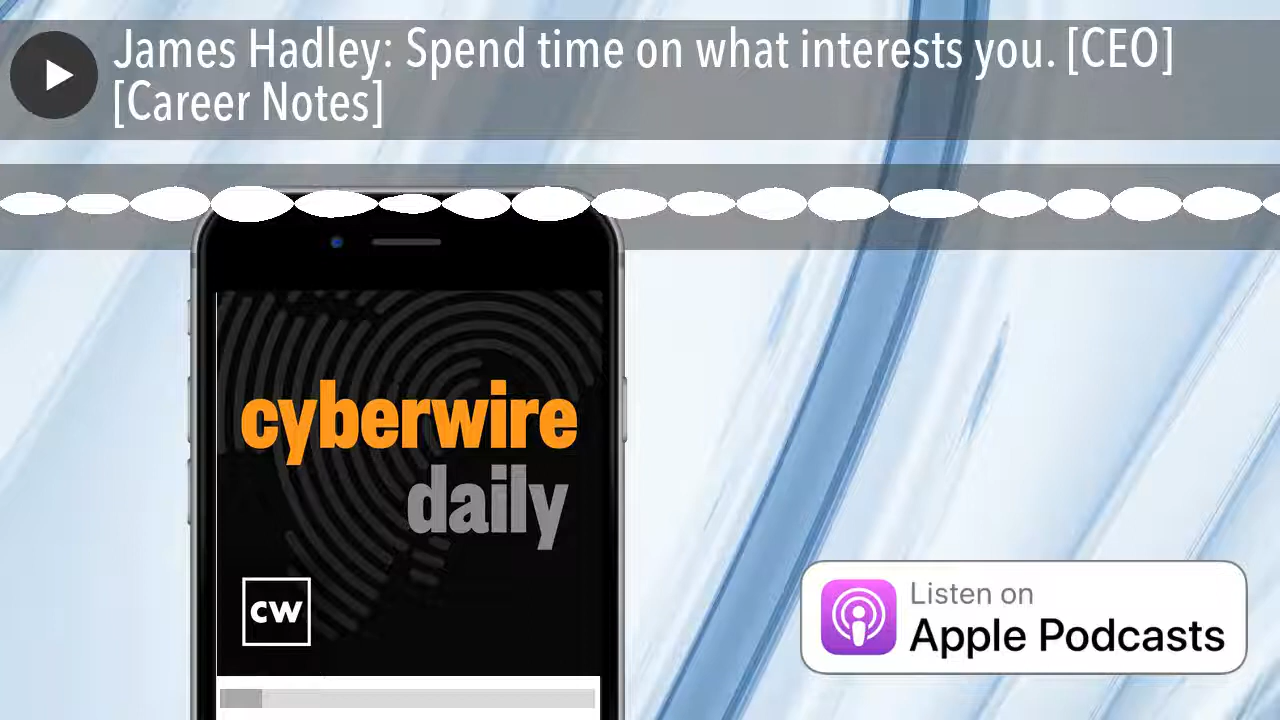 James Hadley: Spend time on what interests you. [CEO]
[Career Notes]
cyberwire
daily
CW
Listen on
Apple Podcasts